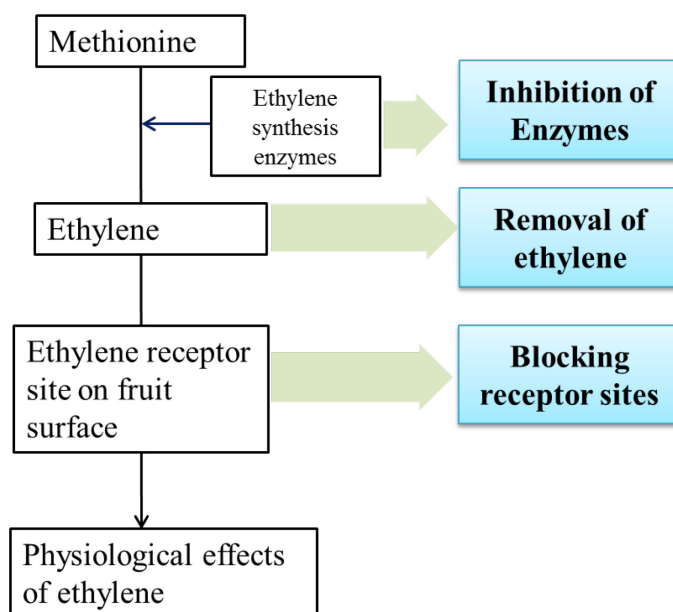 Methionine
Ethylene
synthesis
enzymes
Inhibition of
Enzymes
Ethylene
Removal of
ethylene
Ethylene receptor
site on fruit
surface
Blocking
receptor sites
Physiological effects
of ethylene